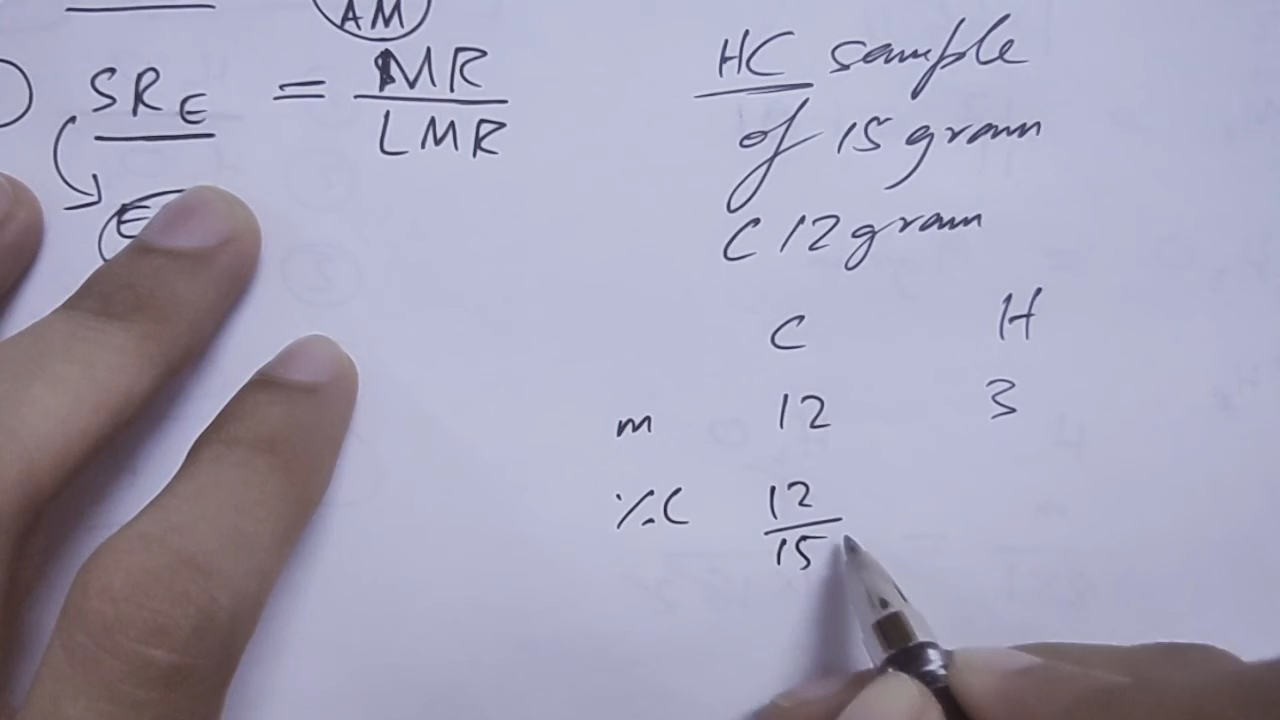 AM
SRE = MR
LMR
E
HC sample
of 15 gram
C 12 gram
C H
m 12 3
%C 12
15